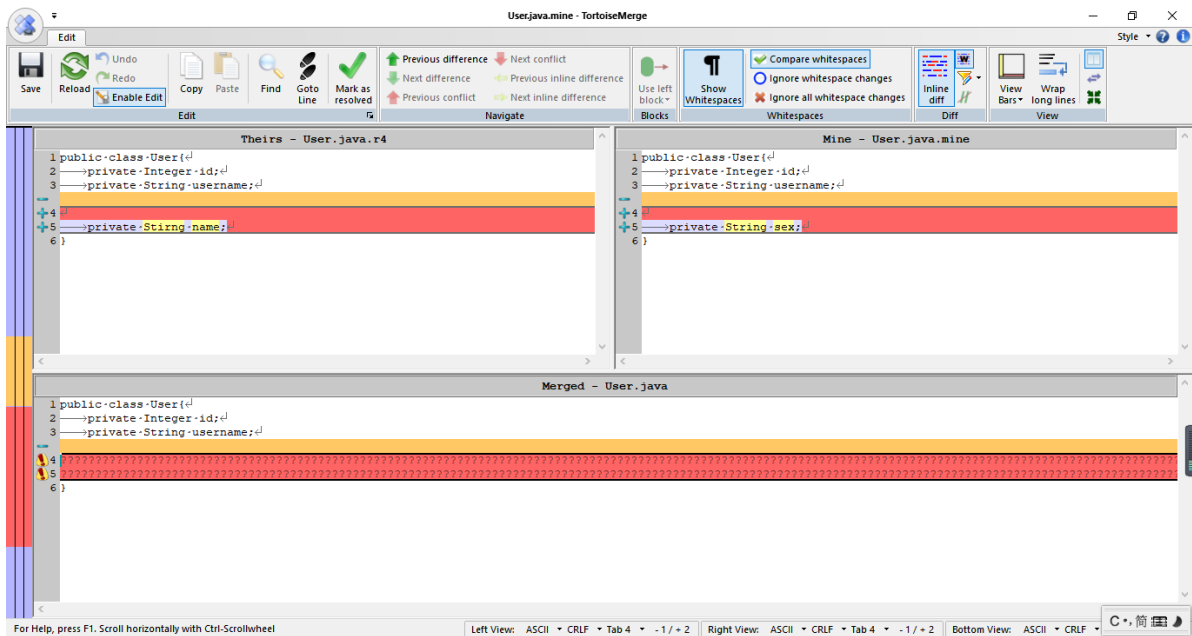 User.java.mine - TortoiseMerge
Edit
Style
Save
Reload
Undo
Redo
Enable Edit
Copy
Paste
Find
Goto Line
Mark as resolved
Edit
Previous difference
Next difference
Previous conflict
Next conflict
Previous inline difference
Next inline difference
Navigate
Use left block
Blocks
Show Whitespaces
Compare whitespaces
Ignore whitespace changes
Ignore all whitespace changes
Whitespaces
Inline diff
Diff
View Bars
Wrap long lines
View
Theirs - User.java.r4
1 public·class·User{
2 private·Integer·id;
3 private·String·username;
4
5 private·Stirng·name;
6 }
Mine - User.java.mine
1 public·class·User{
2 private·Integer·id;
3 private·String·username;
4
5 private·String·sex;
6 }
Merged - User.java
1 public·class·User{
2 private·Integer·id;
3 private·String·username;
4
5
6 }
For Help, press F1. Scroll horizontally with Ctrl-Scrollwheel
Left View: ASCII CRLF Tab 4 - 1 / + 2
Right View: ASCII CRLF Tab 4 - 1 / + 2
Bottom View: ASCII CRLF
C 简